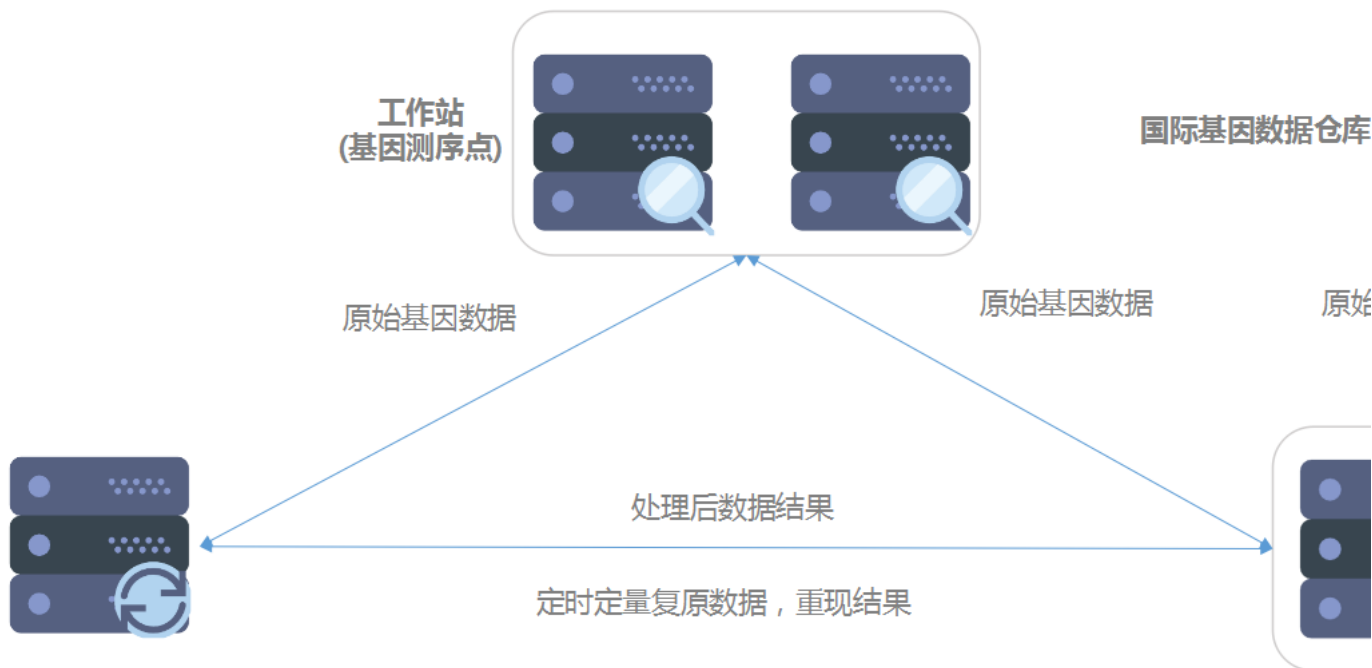 工作站
(基因测序点)
国际基因数据仓库
原始基因数据
原始基因数据
原始
处理后数据结果
定时定量复原数据，重现结果